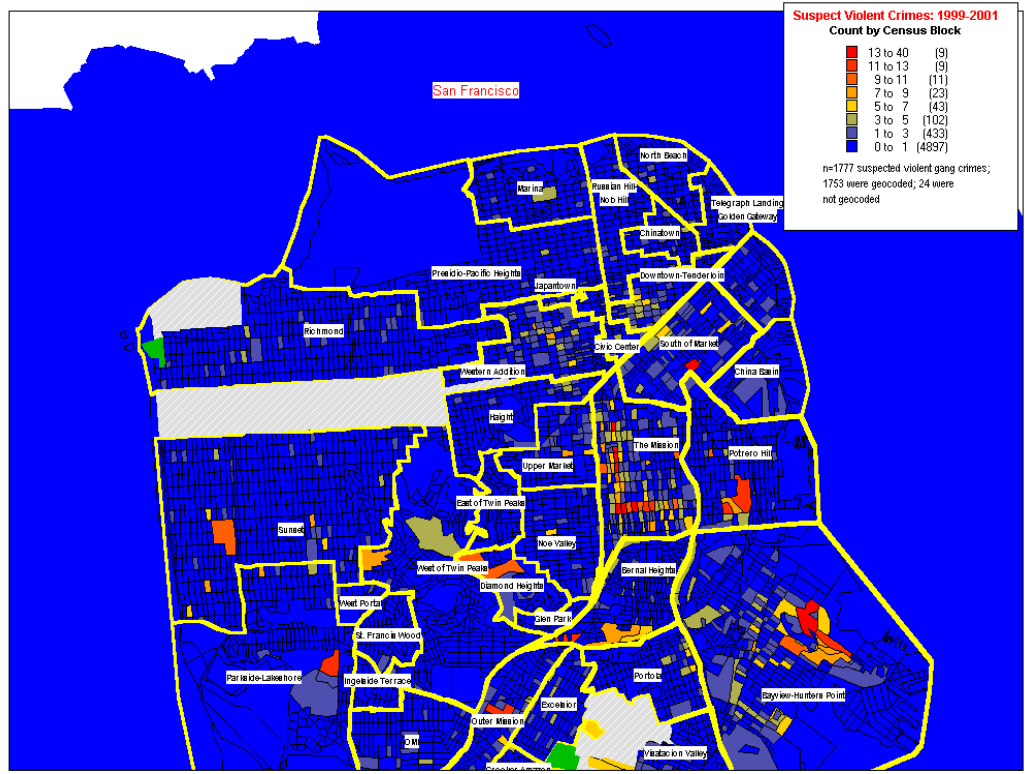 Suspect Violent Crimes: 1999-2001
Count by Census Block
13 to 40 (9)
11 to 13 (9)
9 to 11 (11)
7 to 9 (23)
5 to 7 (43)
3 to 5 (102)
1 to 3 (433)
0 to 1 (4897)
n=1777 suspected violent gang crimes;
1753 were geocoded; 24 were
not geocoded
San Francisco
North Beach
Marina
Russian Hill
Nob Hill
Telegraph Landing
Golden Gateway
Chinatown
Presidio-Pacific Heights
Downtown-Tenderloin
Japantown
Richmond
Civic Center
South of Market
Western Addition
China Basin
Haight
The Mission
Potrero Hill
Upper Market
East of Twin Peaks
Sunset
Noe Valley
West of Twin Peaks
Bernal Heights
Diamond Heights
West Portal
Glen Park
St. Francis Wood
Parkside-Lakeshore
Ingelside Terrace
Portola
Bayview-Hunters Point
Excelsior
Outer Mission
OMI
Visatacion Valley
Crocker Amazon